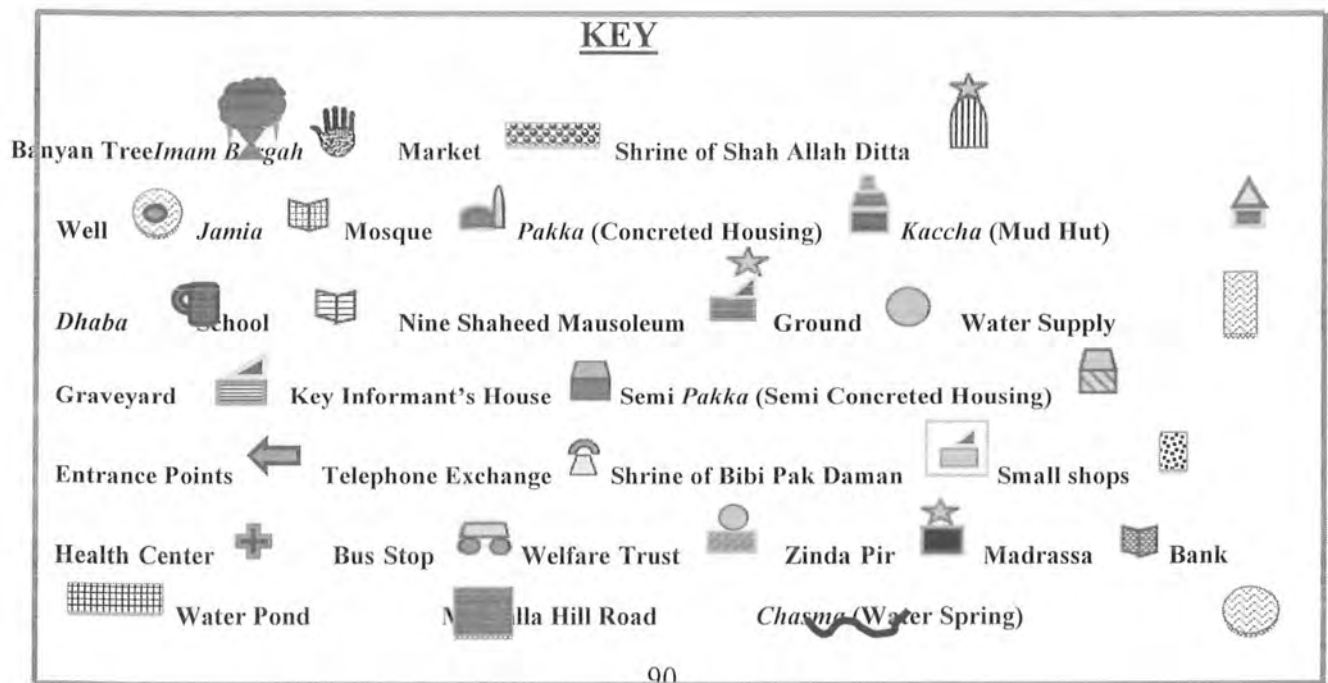 KEY
Banyan Tree Imam Bargah Market Shrine of Shah Allah Ditta
Well Jamia Mosque Pakka (Concreted Housing) Kaccha (Mud Hut)
Dhaba School Nine Shaheed Mausoleum Ground Water Supply
Graveyard Key Informant's House Semi Pakka (Semi Concreted Housing)
Entrance Points Telephone Exchange Shrine of Bibi Pak Daman Small shops
Health Center Bus Stop Welfare Trust Zinda Pir Madrassa Bank
Water Pond Hill Road Chasma (Water Spring)
90